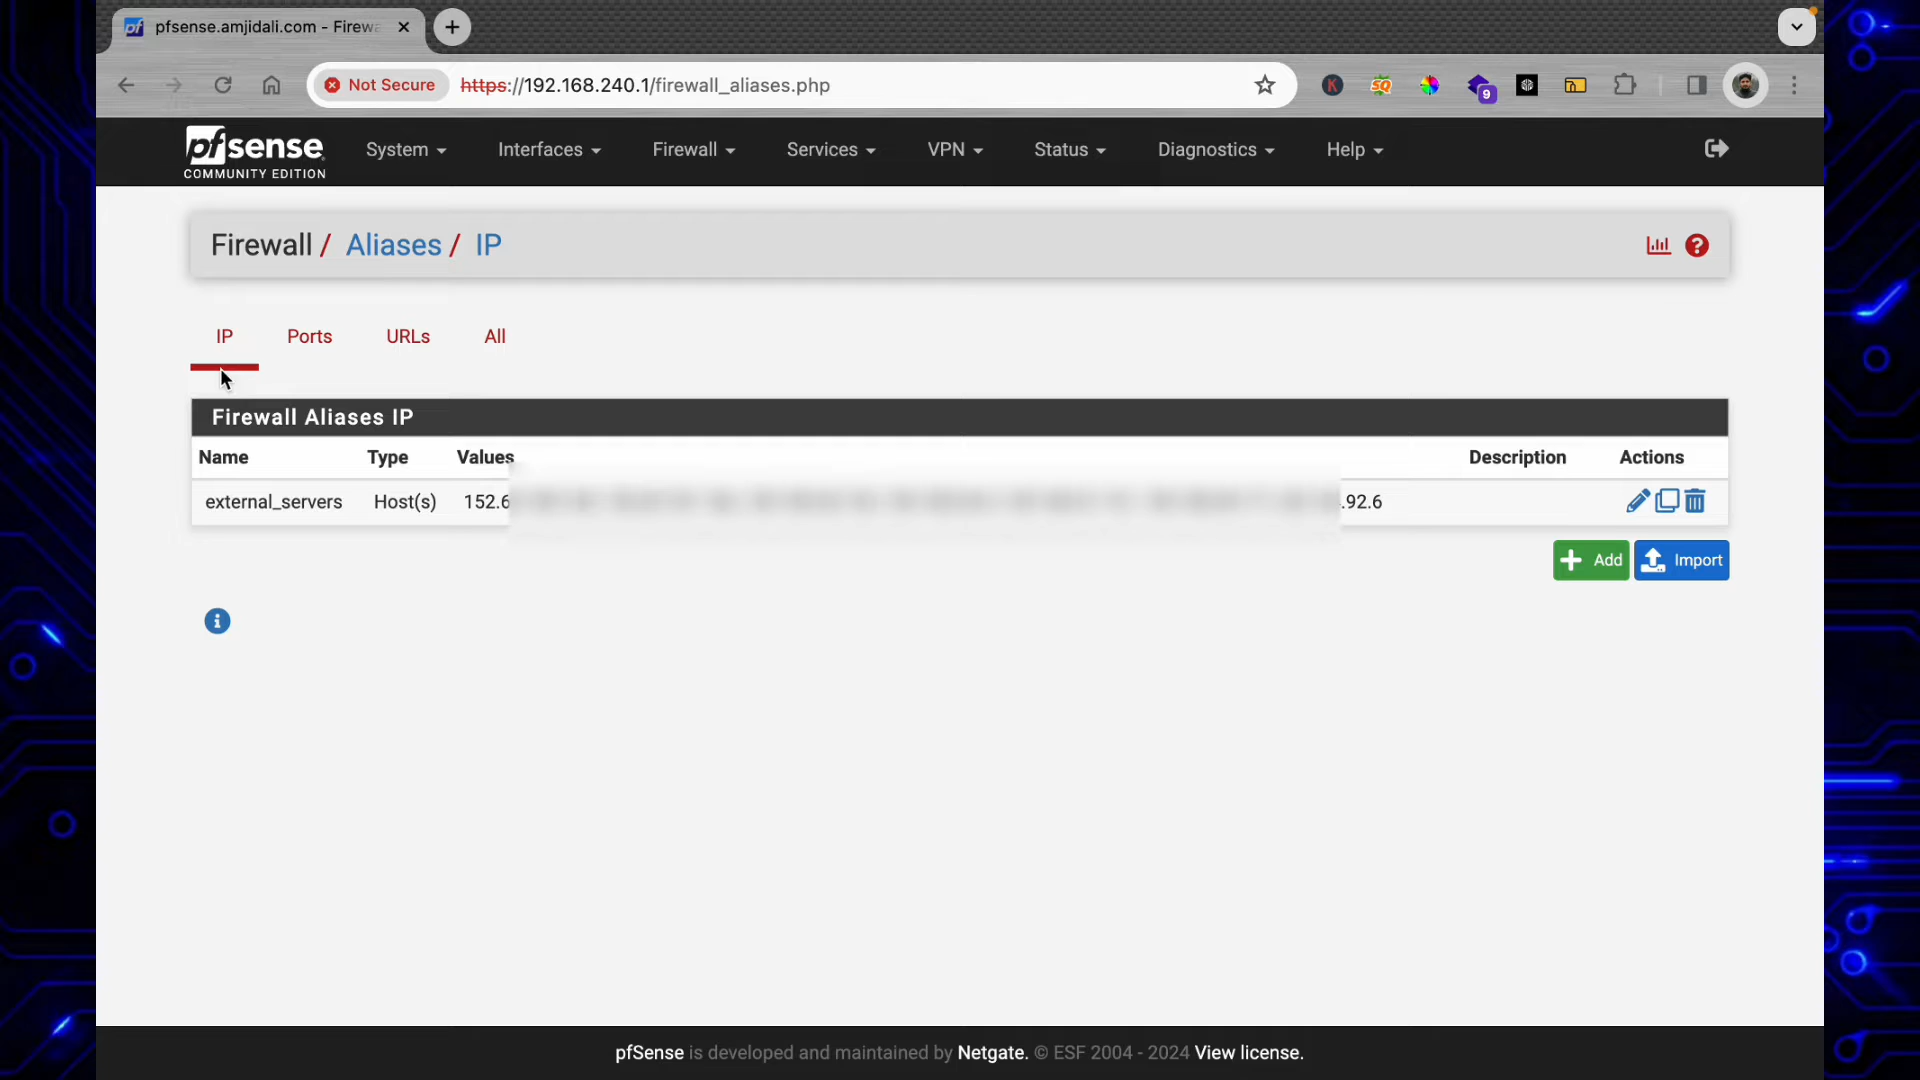 pfsense.amjidali.com - Firew
Not Secure https://192.168.240.1/firewall_aliases.php
9
pfsense
COMMUNITY EDITION
System Interfaces Firewall Services VPN Status Diagnostics Help
Firewall / Aliases / IP
IP Ports URLs All
Firewall Aliases IP
Name Type Values Description Actions
external_servers Host(s) 152.6 .92.6
Add Import
pfSense is developed and maintained by Netgate. © ESF 2004 - 2024 View license.